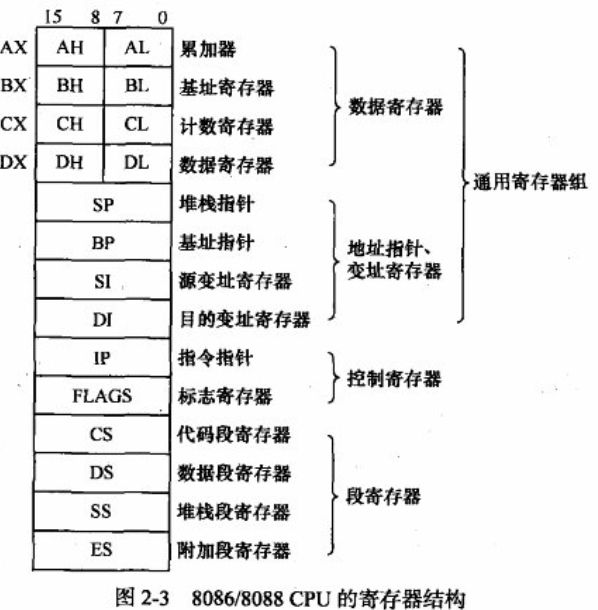 15 8 7 0
AX AH AL 累加器
BX BH BL 基址寄存器
数据寄存器
CX CH CL 计数寄存器
DX DH DL 数据寄存器
通用寄存器组
SP 堆栈指针
BP 基址指针
地址指针、
变址寄存器
SI 源变址寄存器
DI 目的变址寄存器
IP 指令指针
控制寄存器
FLAGS 标志寄存器
CS 代码段寄存器
DS 数据段寄存器
段寄存器
SS 堆栈段寄存器
ES 附加段寄存器
图 2-3 8086/8088 CPU 的寄存器结构